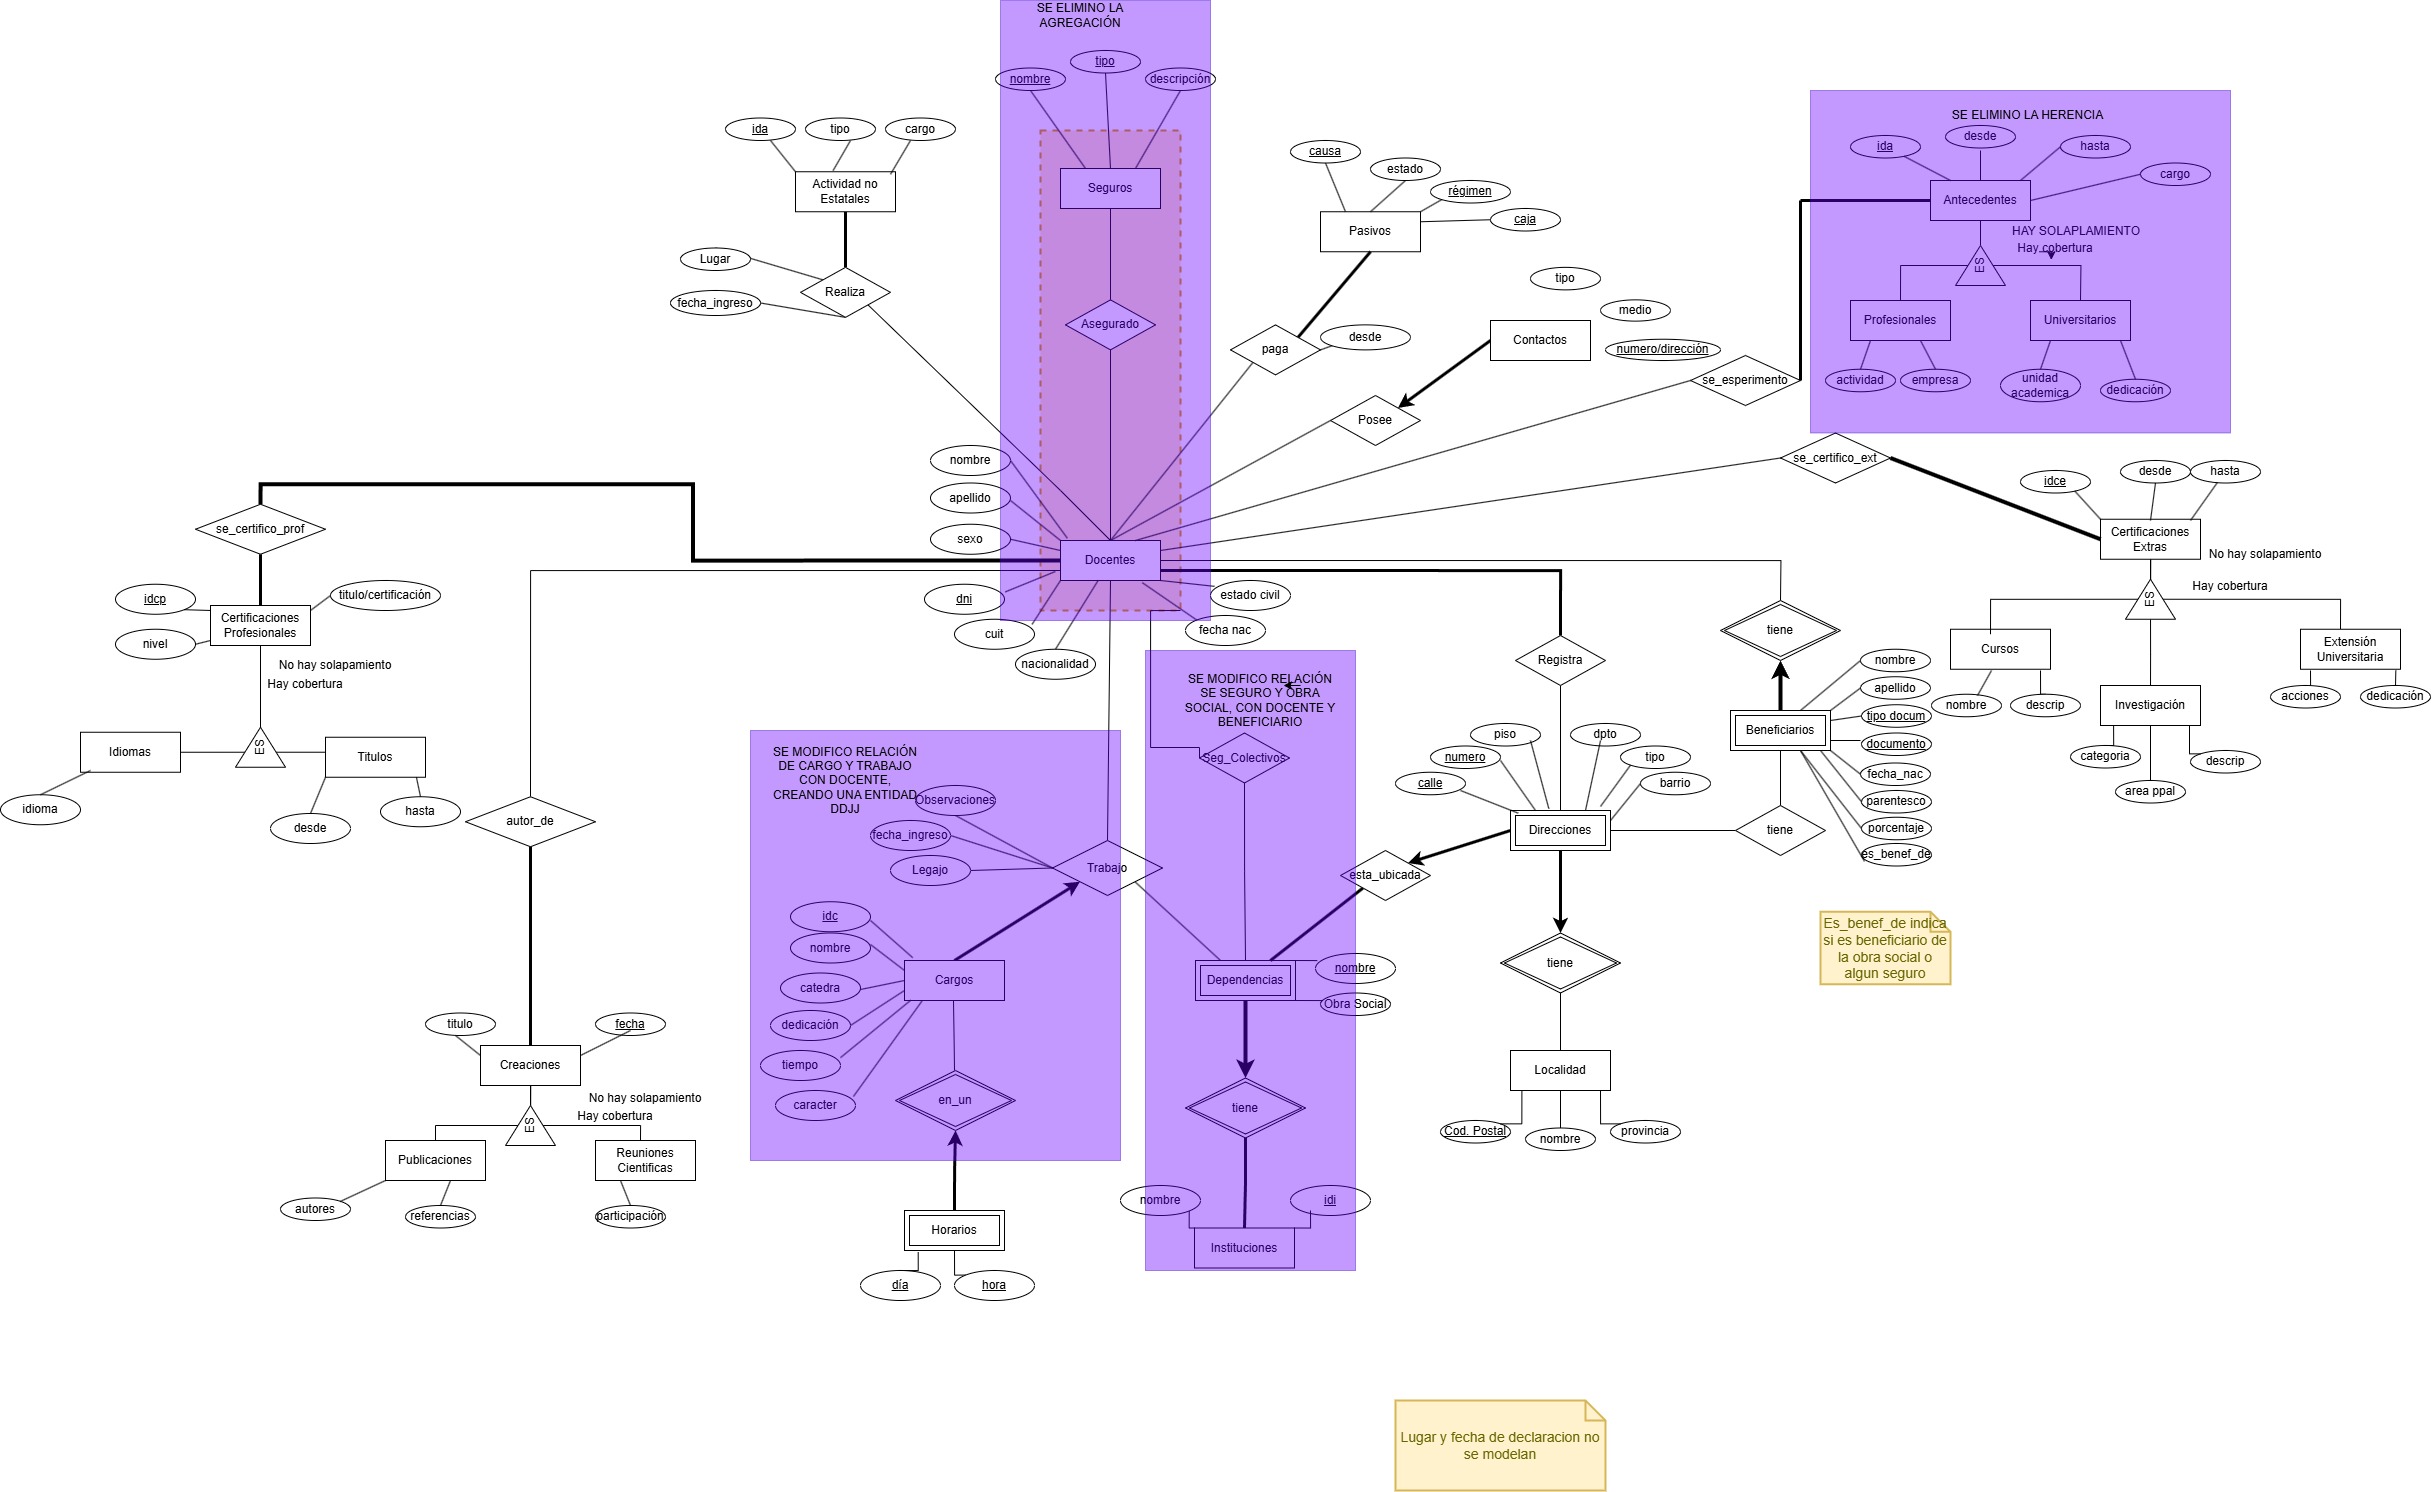 SE ELIMINO LA
AGREGACIÓN
nombre
tipo
descripción
Seguros
Asegurado
ida
tipo
cargo
Actividad no
Estatales
Lugar
fecha_ingreso
Realiza
causa
estado
régimen
caja
Pasivos
paga
desde
tipo
medio
numero/dirección
Contactos
Posee
se_esperimento
SE ELIMINO LA HERENCIA
ida
desde
hasta
cargo
Antecedentes
HAY SOLAPLAMIENTO
Hay cobertura
ES
Profesionales
Universitarios
actividad
empresa
unidad
academica
dedicación
se_certifico_ext
idce
desde
hasta
Certificaciones
Extras
No hay solapamiento
Hay cobertura
ES
Cursos
Extensión
Universitaria
nombre
descrip
Investigación
acciones
dedicación
categoria
area ppal
descrip
nombre
apellido
sexo
dni
cuit
nacionalidad
Docentes
estado civil
fecha nac
se_certifico_prof
idcp
nivel
titulo/certificación
Certificaciones
Profesionales
No hay solapamiento
Hay cobertura
ES
Idiomas
Titulos
idioma
desde
hasta
autor_de
titulo
fecha
Creaciones
No hay solapamiento
Hay cobertura
ES
Publicaciones
Reuniones
Cientificas
autores
referencias
participación
SE MODIFICO RELACIÓN
DE CARGO Y TRABAJO
CON DOCENTE,
CREANDO UNA ENTIDAD
DDJJ
Observaciones
fecha_ingreso
Legajo
Trabajo
idc
nombre
catedra
dedicación
tiempo
caracter
Cargos
en_un
Horarios
día
hora
SE MODIFICO RELACIÓN
SE SEGURO Y OBRA
SOCIAL, CON DOCENTE Y
BENEFICIARIO
Seg_Colectivos
Dependencias
nombre
Obra Social
tiene
nombre
idi
Instituciones
Registra
piso
dpto
numero
tipo
calle
barrio
Direcciones
esta_ubicada
tiene
Localidad
Cod. Postal
nombre
provincia
tiene
Beneficiarios
tiene
nombre
apellido
tipo docum
documento
fecha_nac
parentesco
porcentaje
es_benef_de
Es_benef_de indica
si es beneficiario de
la obra social o
algun seguro
Lugar y fecha de declaracion no
se modelan